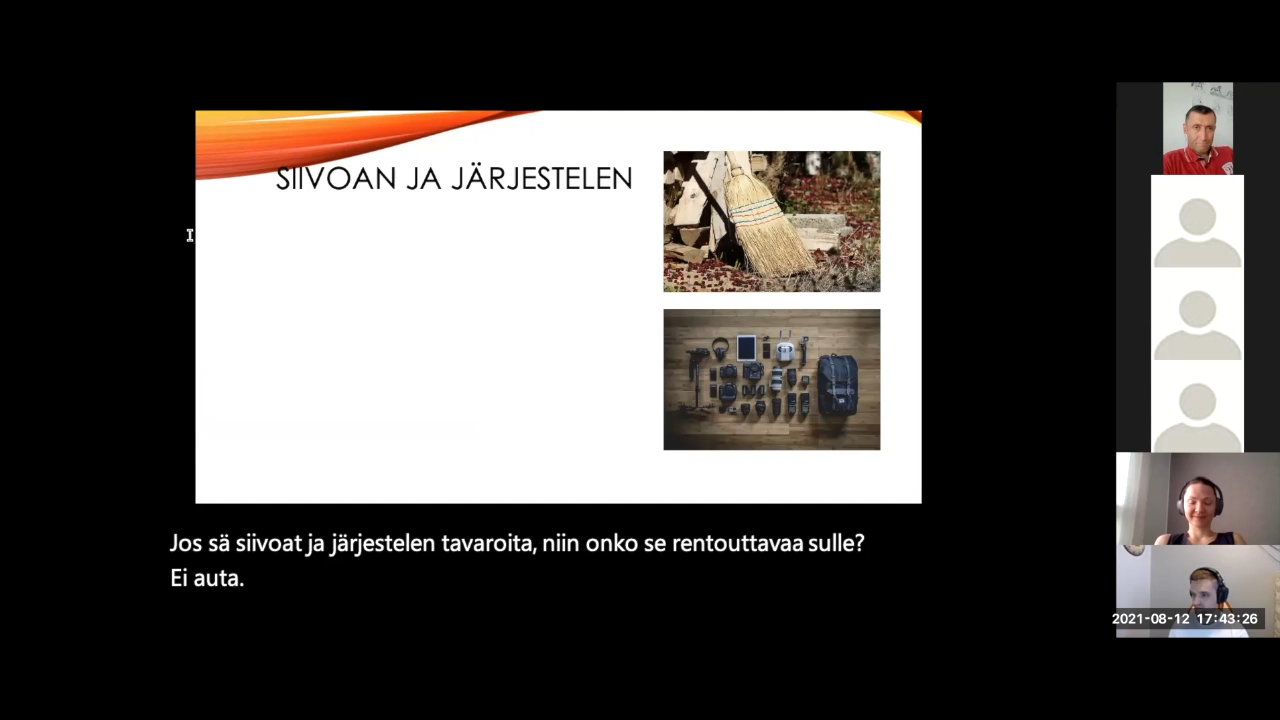 SIIVOAN JA JÄRJESTELEN
Jos sä siivoat ja järjestelen tavaroita, niin onko se rentouttavaa sulle?
Ei auta.
2021-08-12 17:43:26